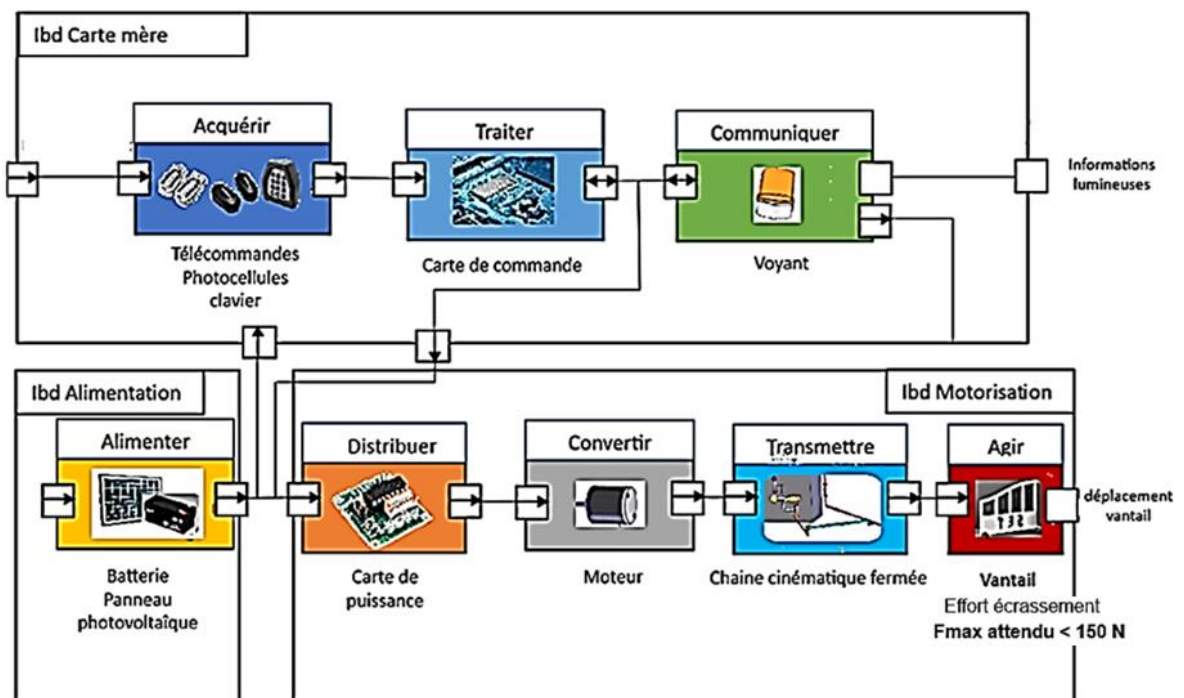 Ibd Carte mère
Acquérir
Traiter
Communiquer
Informations
lumineuses
Télécommandes
Photocellules
clavier
Carte de commande
Voyant
Ibd Alimentation
Ibd Motorisation
Alimenter
Distribuer
Convertir
Transmettre
Agir
déplacement
vantail
Batterie
Panneau
photovoltaïque
Carte de
puissance
Moteur
Chaine cinématique fermée
Vantail
Effort écrassement
Fmax attendu < 150 N